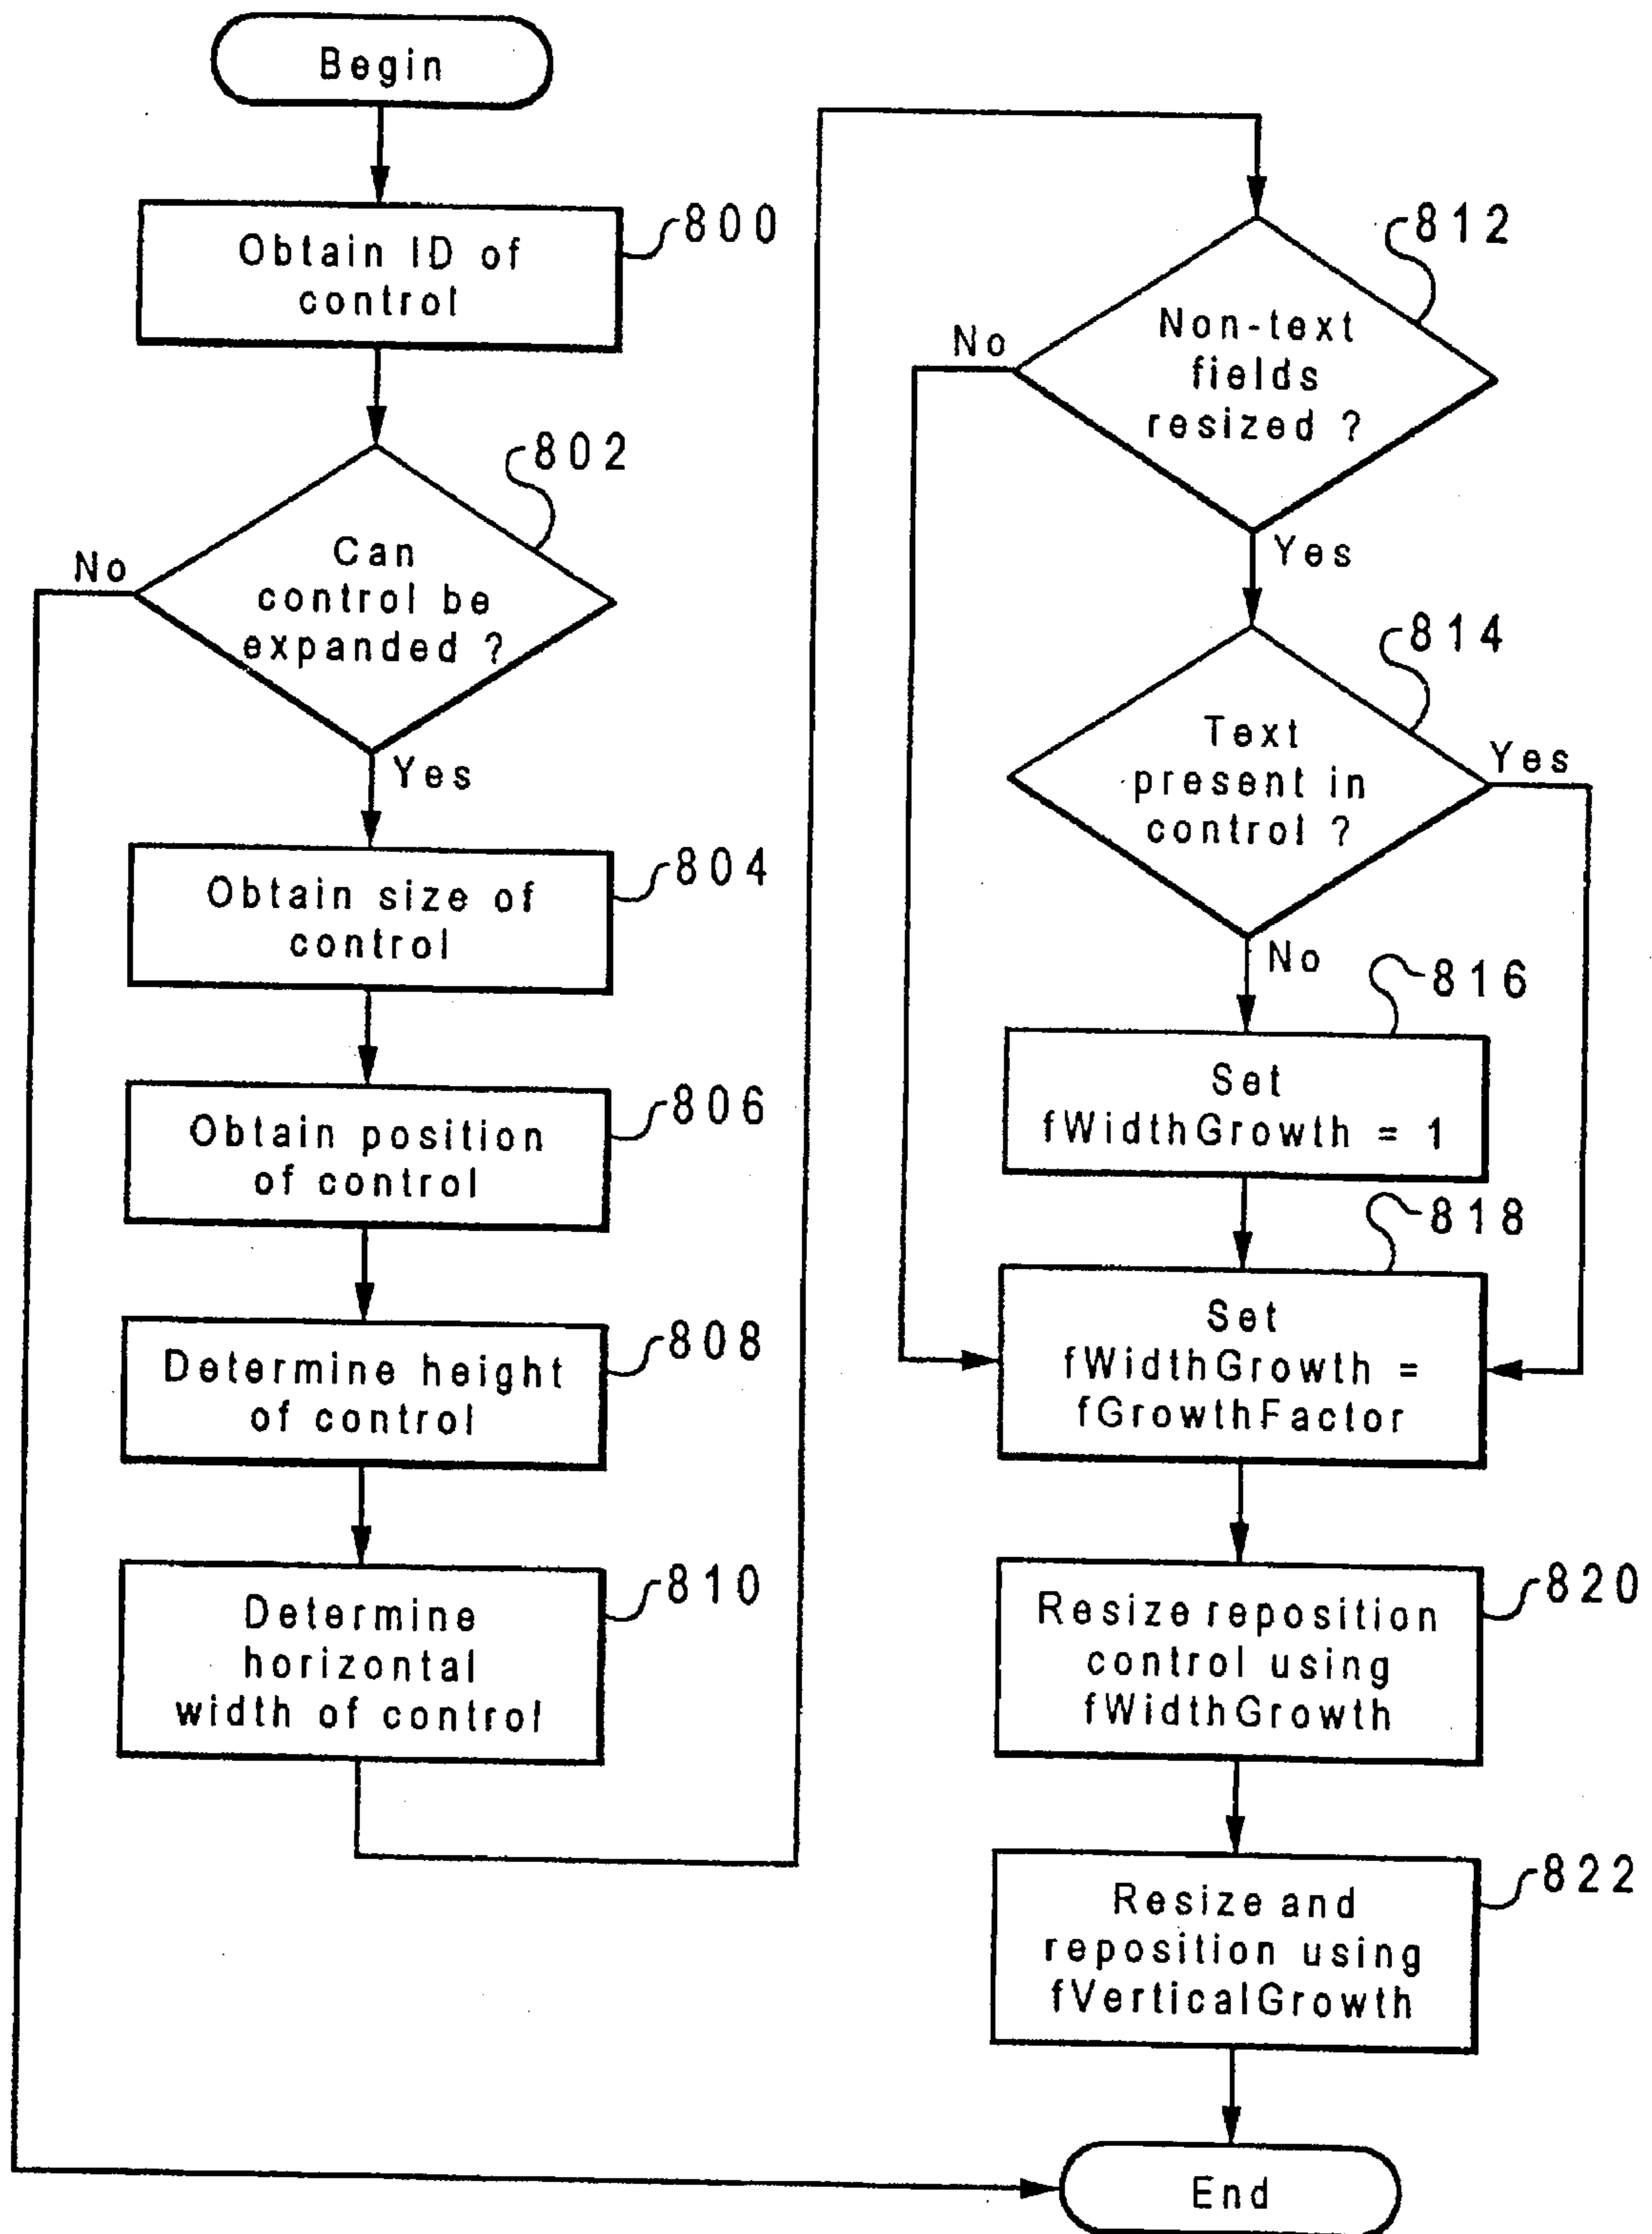 Begin
Obtain ID of
control
800
Can
control be
expanded ?
802
No
Yes
Obtain size of
control
804
Obtain position
of control
806
Determine height
of control
808
Determine
horizontal
width of control
810
Non-text
fields
resized ?
812
No
Yes
Text
present in
control ?
814
Yes
No
Set
fWidthGrowth = 1
816
Set
fWidthGrowth =
fGrowthFactor
818
Resize reposition
control using
fWidthGrowth
820
Resize and
reposition using
fVerticalGrowth
822
End